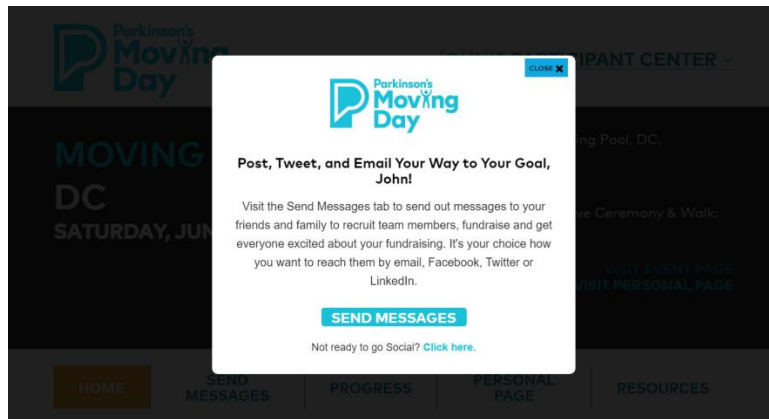 Parkinson's
Moving
Day
PARTICIPANT CENTER
CLOSE X
Parkinson's
Moving
Day
Post, Tweet, and Email Your Way to Your Goal,
John!
Visit the Send Messages tab to send out messages to your
friends and family to recruit team members, fundraise and get
everyone excited about your fundraising. It's your choice how
you want to reach them by email, Facebook, Twitter or
LinkedIn.
SEND MESSAGES
Not ready to go Social? Click here.
MOVING
DC
SATURDAY,
Pool, DC,
Ceremony & Walk:
VISIT EVENT PAGE
VISIT PERSONAL PAGE
HOME
SEND
MESSAGES
PROGRESS
PERSONAL
PAGE
RESOURCES